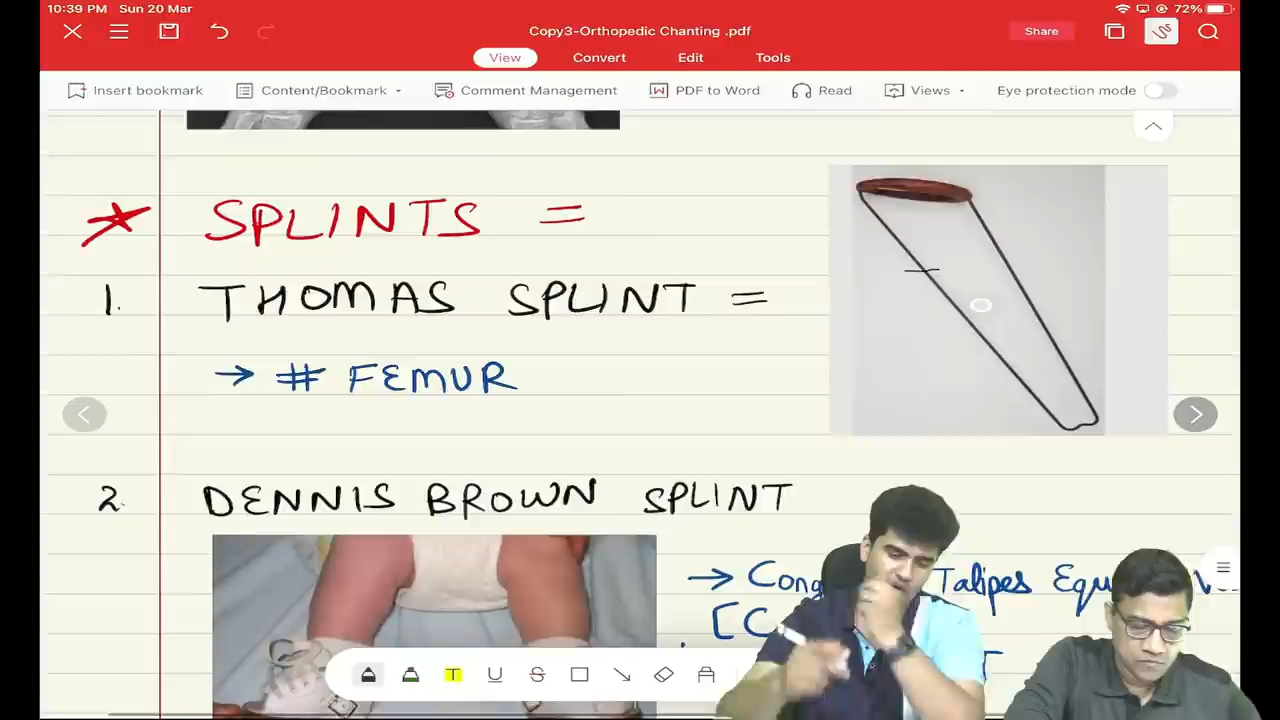 10:39 PM Sun 20 Mar
72%
Copy3-Orthopedic Chanting .pdf
Share
View Convert Edit Tools
Insert bookmark Content/Bookmark Comment Management PDF to Word Read Views Eye protection mode
SPLINTS =
1. THOMAS SPLINT =
→ # FEMUR
2. DENNIS BROWN SPLINT
→ Talipes
[C
T U S T